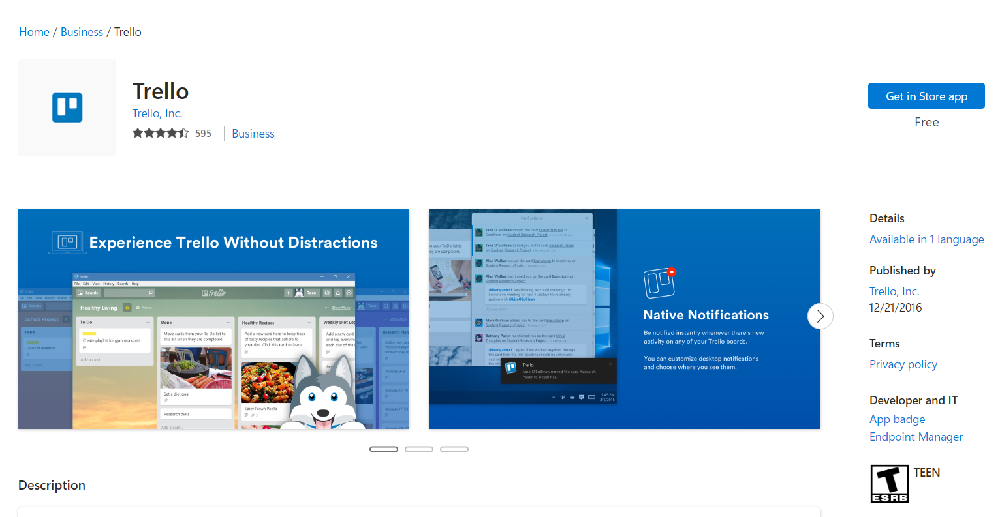 Home / Business / Trello
Trello
Trello, Inc.
595
Business
Get in Store app
Free
Experience Trello Without Distractions
Trello
File Edit View History Boards Help
Boards
Trello
Taco
Healthy Living
Private
Show Menu
School Project
To Do
Goals of research
Add a card...
To Do
Create playlist for gym workouts
Add a card...
Done
Move cards from your To Do list to
this list when they are completed.
Set a diet goal
1
Research diets
Add a card...
Healthy Recipes
Add a new card here to keep track
of tasty recipes that adhere to
your diet. Click this card to learn.
Spicy Prawn Paella
3
Weekly Diet Log
Add a new card
and log everything
each day of the
Research Plan
January 3-9
January 10-16
January 17-23
January 24-30
Notifications
Jane O'Sullivan moved the card Research Paper to
Deadlines on Student Research Project
Jane O'Sullivan added you to the card Research Paper
on Student Research Project
Alan Walker moved the card Brainstorm to Meetings on
Student Research Project
Alan Walker mentioned you on the card Brainstorm on
Student Research Project
@laurajames1 was thinking we could rearrange the
brainstorm meeting for next Tuesday? Have already
spoken with @LisaOSullivan
Mark Graham added you to the card Brainstorm on
Student Research Project
Bethany Parjet mentioned you on the card Initial
Thoughts on Student Research Project
@laurajames1 I agree. If we worked together through
this card then the first deadline should be achievable
Trello
Jane O'Sullivan moved the card Research
Paper to Deadlines.
1:49 PM
2/5/2016
Native Notifications
Be notified instantly whenever there's new
activity on any of your Trello boards.
You can customize desktop notifications
and choose where you see them.
Details
Available in 1 language
Published by
Trello, Inc.
12/21/2016
Terms
Privacy policy
Developer and IT
App badge
Endpoint Manager
T
ESRB
TEEN
Description